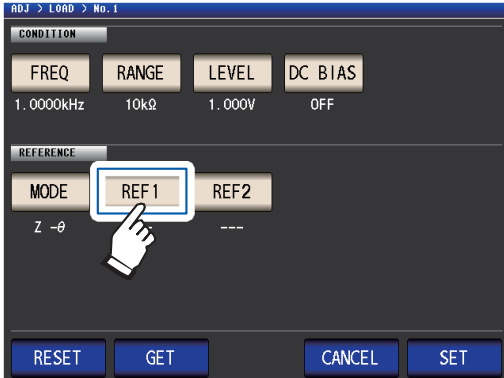 ADJ > LOAD > No.1
CONDITION
FREQ RANGE LEVEL DC BIAS
1.0000kHz 10kΩ 1.000V OFF
REFERENCE
MODE REF1 REF2
Z -θ ---
RESET GET CANCEL SET